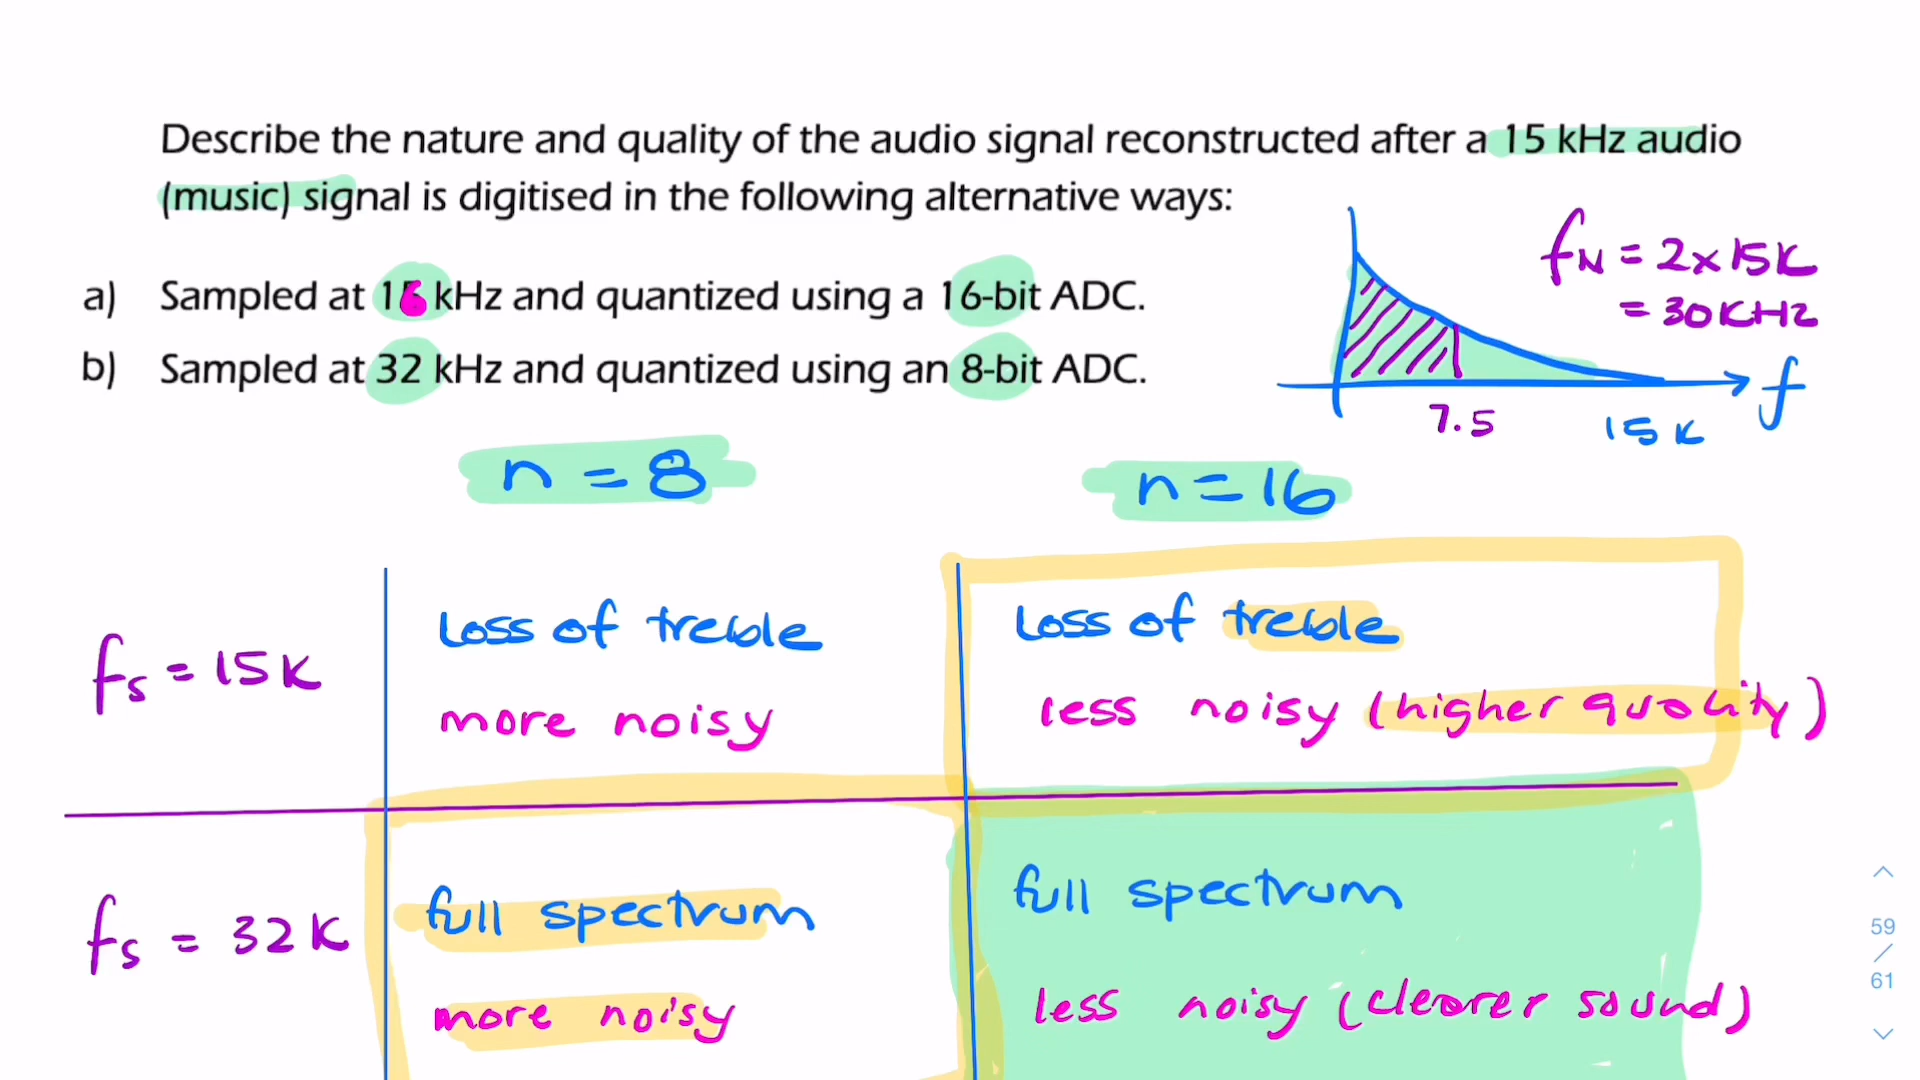 Describe the nature and quality of the audio signal reconstructed after a 15 kHz audio
(music) signal is digitised in the following alternative ways:
a) Sampled at 16 kHz and quantized using a 16-bit ADC.
b) Sampled at 32 kHz and quantized using an 8-bit ADC.
fN = 2x15K
= 30KHz
f
7.5
15K
n = 8
n = 16
fs = 15K
loss of treble
more noisy
loss of treble
less noisy (higher quality)
fs = 32K
full spectrum
more noisy
full spectrum
less noisy (clearer sound)
59
/
61